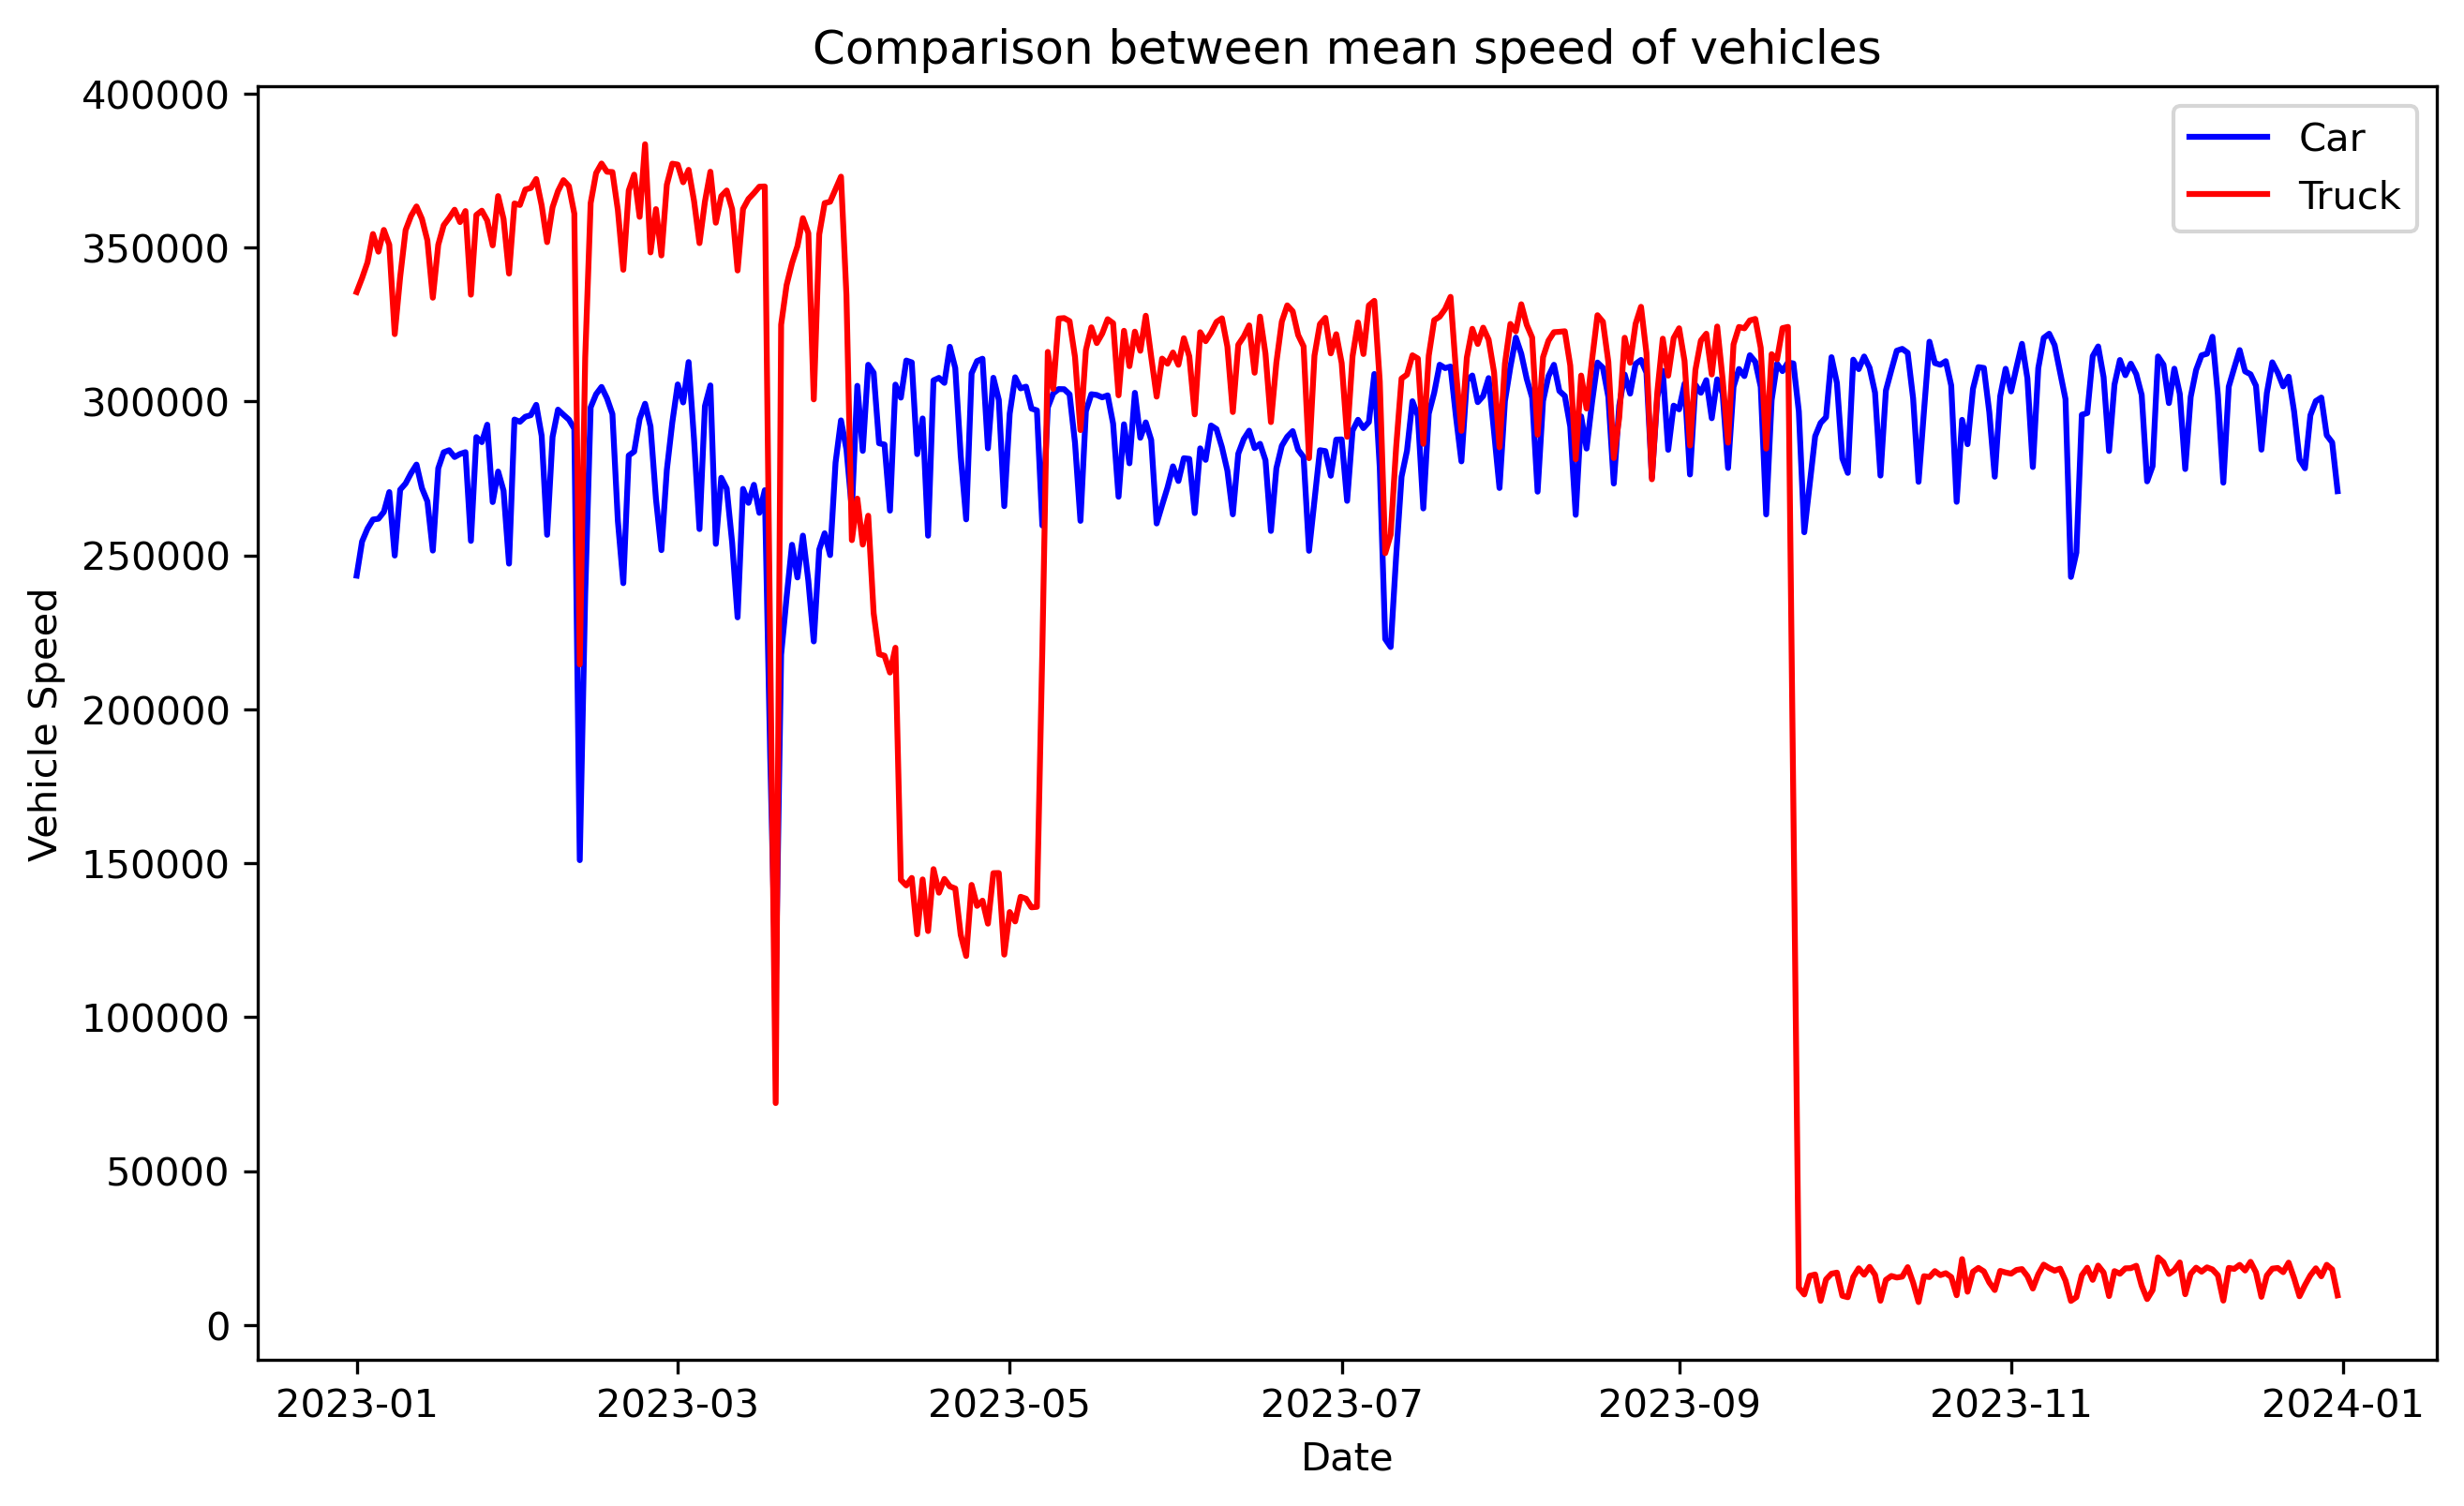 Comparison between mean speed of vehicles
Car
Truck
Vehicle Speed
400000
350000
300000
250000
200000
150000
100000
50000
0
2023-01 2023-03 2023-05 2023-07 2023-09 2023-11 2024-01
Date